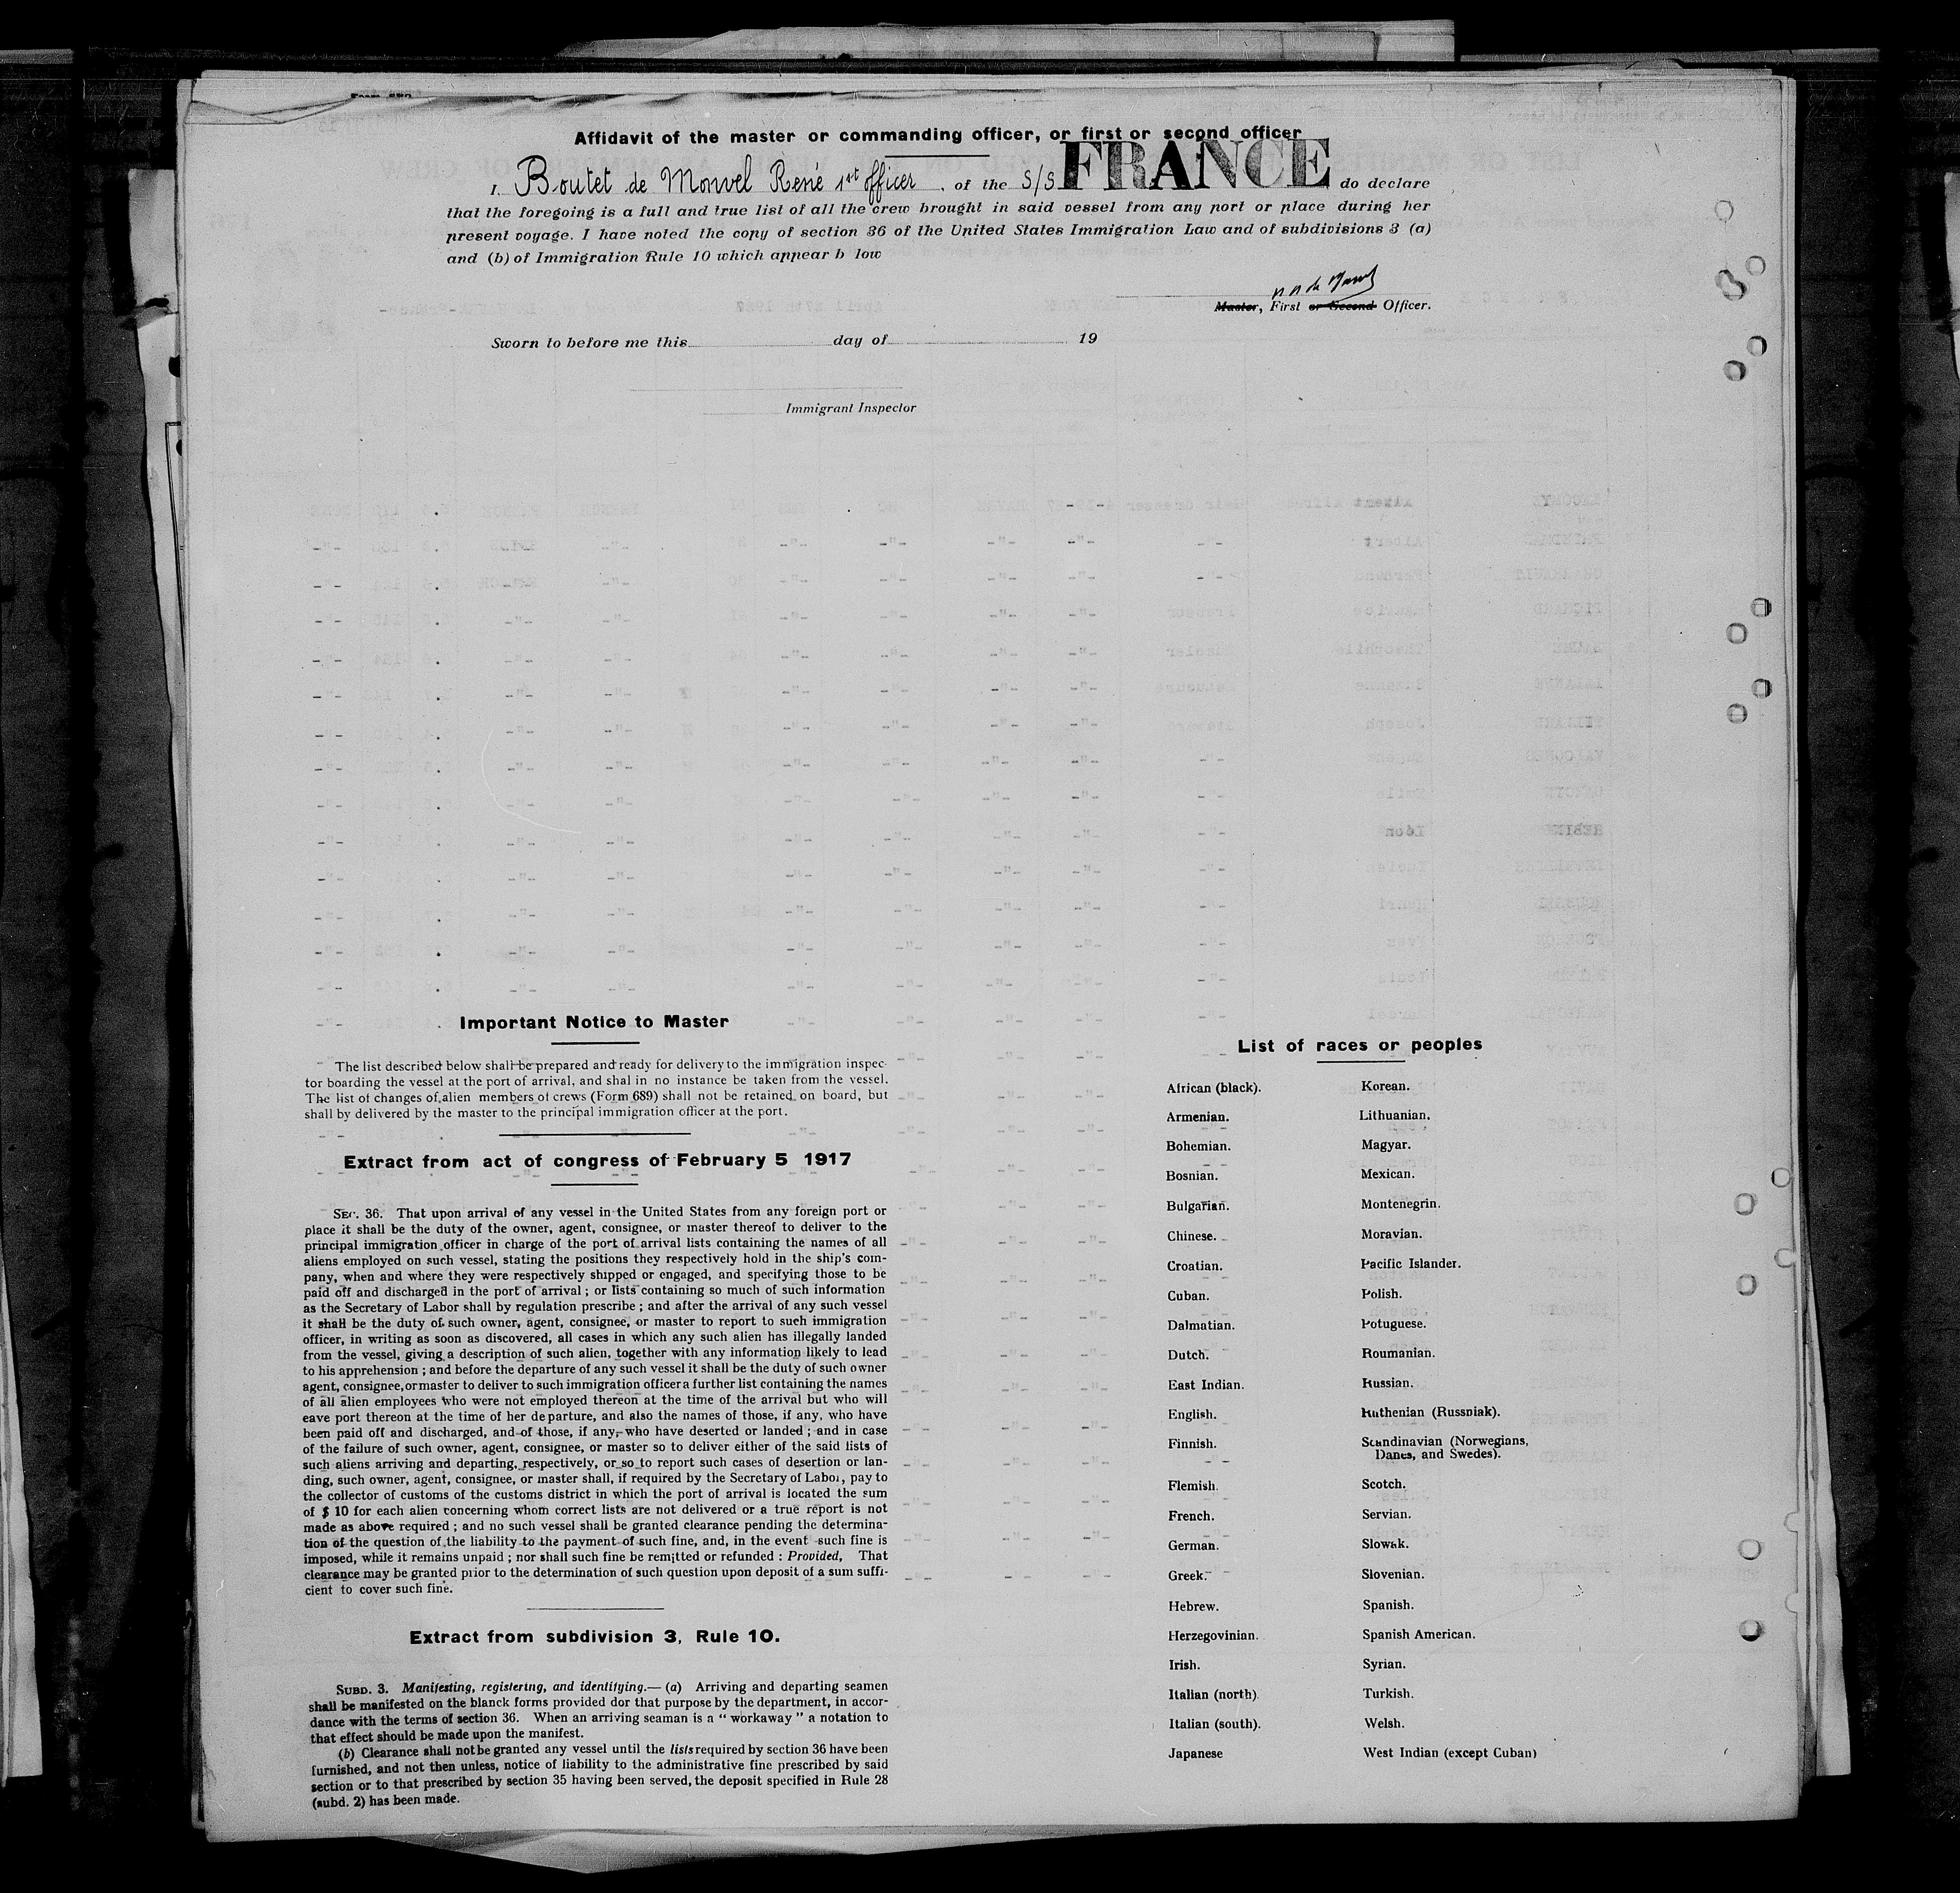 Affidavit of the master or commanding officer, or first or second officer
I. Boutet de Monvel René 1st officer, of the S/S FRANCE do declare
that the foregoing is a full and true list of all the crew brought in said vessel from any port or place during her
present voyage. I have noted the copy of section 36 of the United States Immigration Law and of subdivisions 3 (a)
and (b) of Immigration Rule 10 which appear b low
Master, First or Second Officer.
Sworn to before me this day of 19
Immigrant Inspector
Important Notice to Master
The list described below shall be prepared and ready for delivery to the immigration inspec-
tor boarding the vessel at the port of arrival, and shal in no instance be taken from the vessel.
The list of changes of alien members of crews (Form 689) shall not be retained on board, but
shall by delivered by the master to the principal immigration officer at the port.
Extract from act of congress of February 5 1917
SEC. 36. That upon arrival of any vessel in the United States from any foreign port or
place it shall be the duty of the owner, agent, consignee, or master thereof to deliver to the
principal immigration officer in charge of the port of arrival lists containing the names of all
aliens employed on such vessel, stating the positions they respectively hold in the ship's com-
pany, when and where they were respectively shipped or engaged, and specifying those to be
paid off and discharged in the port of arrival ; or lists containing so much of such information
as the Secretary of Labor shall by regulation prescribe ; and after the arrival of any such vessel
it shall be the duty of such owner, agent, consignee, or master to report to such immigration
officer, in writing as soon as discovered, all cases in which any such alien has illegally landed
from the vessel, giving a description of such alien, together with any information likely to lead
to his apprehension ; and before the departure of any such vessel it shall be the duty of such owner
agent, consignee, or master to deliver to such immigration officer a further list containing the names
of all alien employees who were not employed thereon at the time of the arrival but who will
eave port thereon at the time of her departure, and also the names of those, if any, who have
been paid off and discharged, and of those, if any, who have deserted or landed ; and in case
of the failure of such owner, agent, consignee, or master so to deliver either of the said lists of
such aliens arriving and departing, respectively, or so to report such cases of desertion or lan-
ding, such owner, agent, consignee, or master shall, if required by the Secretary of Labor, pay to
the collector of customs of the customs district in which the port of arrival is located the sum
of $ 10 for each alien concerning whom correct lists are not delivered or a true report is not
made as above required ; and no such vessel shall be granted clearance pending the determina-
tion of the question of the liability to the payment of such fine, and, in the event such fine is
imposed, while it remains unpaid ; nor shall such fine be remitted or refunded : Provided, That
clearance may be granted prior to the determination of such question upon deposit of a sum suffi-
cient to cover such fine.
Extract from subdivision 3, Rule 10.
SUBD. 3. Manifesting, registering, and identifying.— (a) Arriving and departing seamen
shall be manifested on the blanck forms provided dor that purpose by the department, in accor-
dance with the terms of section 36. When an arriving seaman is a " workaway " a notation to
that effect should be made upon the manifest.
(b) Clearance shall not be granted any vessel until the lists required by section 36 have been
furnished, and not then unless, notice of liability to the administrative fine prescribed by said
section or to that prescribed by section 35 having been served, the deposit specified in Rule 28
(subd. 2) has been made.
List of races or peoples
African (black).
Armenian.
Bohemian.
Bosnian.
Bulgarian.
Chinese.
Croatian.
Cuban.
Dalmatian.
Dutch.
East Indian.
English.
Finnish.
Flemish.
French.
German.
Greek.
Hebrew.
Herzegovinian.
Irish.
Italian (north).
Italian (south).
Japanese
Korean.
Lithuanian.
Magyar.
Mexican.
Montenegrin.
Moravian.
Pacific Islander.
Polish.
Potuguese.
Roumanian.
Russian.
Ruthenian (Russniak).
Scandinavian (Norwegians,
Danes, and Swedes).
Scotch.
Servian.
Slowak.
Slovenian.
Spanish.
Spanish American.
Syrian.
Turkish.
Welsh.
West Indian (except Cuban)